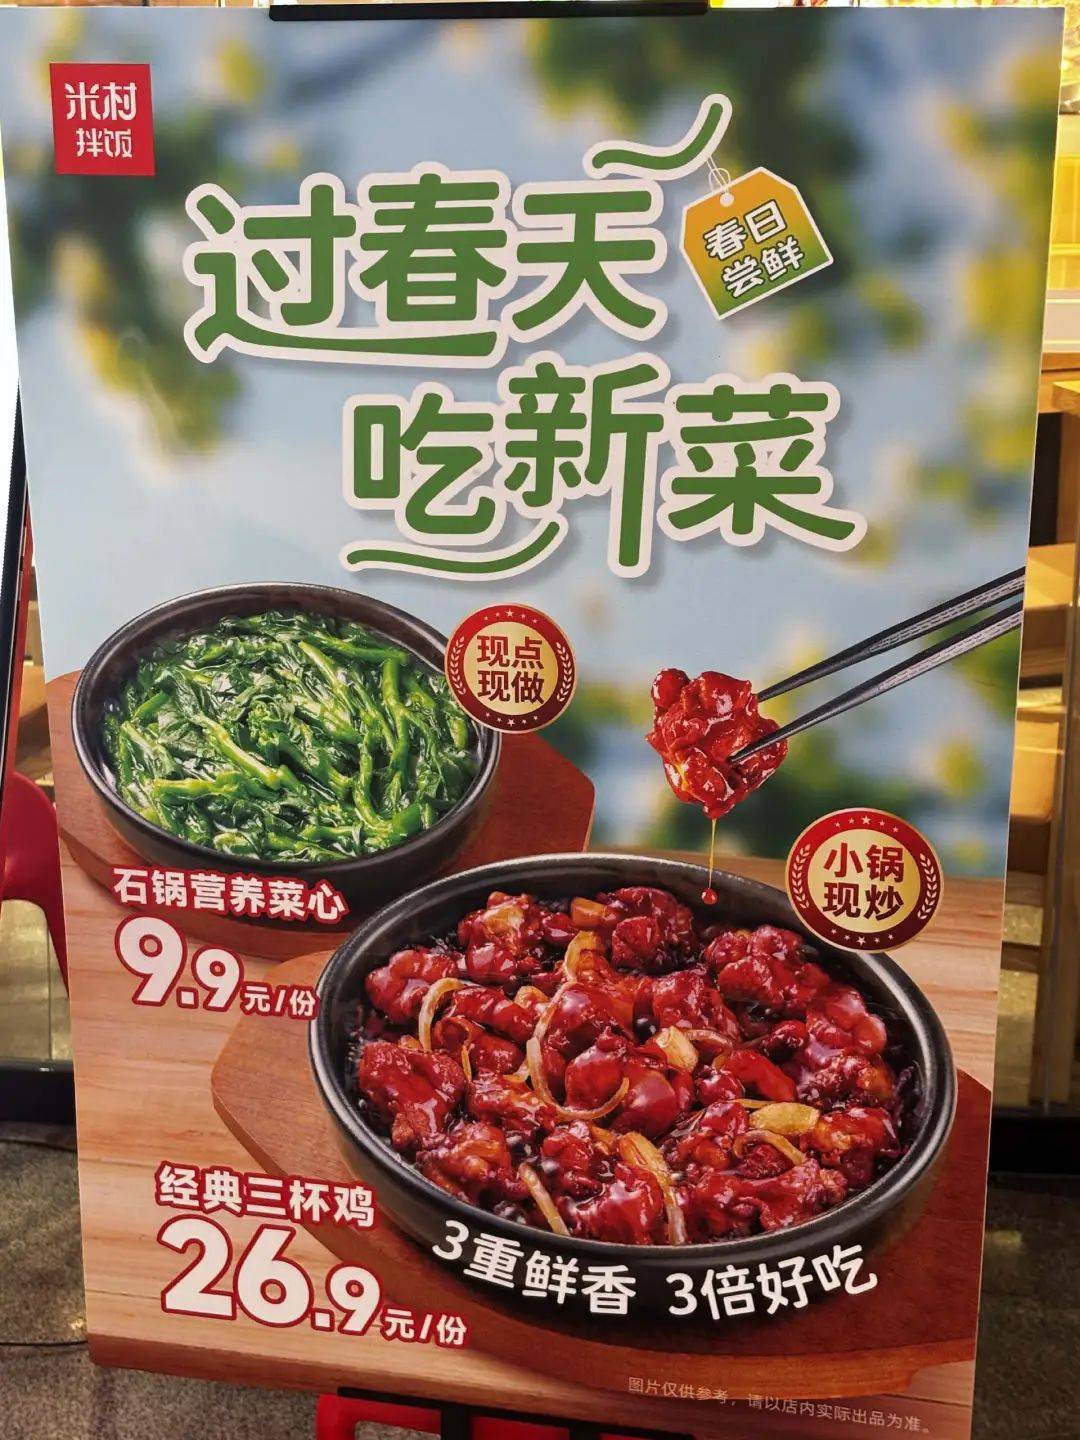 米村
拌饭
过春天
春日
尝鲜
吃新菜
现点
现做
小锅
现炒
石锅营养菜心
9.9元/份
经典三杯鸡
26.9元/份
3重鲜香 3倍好吃
图片仅供参考，请以店内实际出品为准。